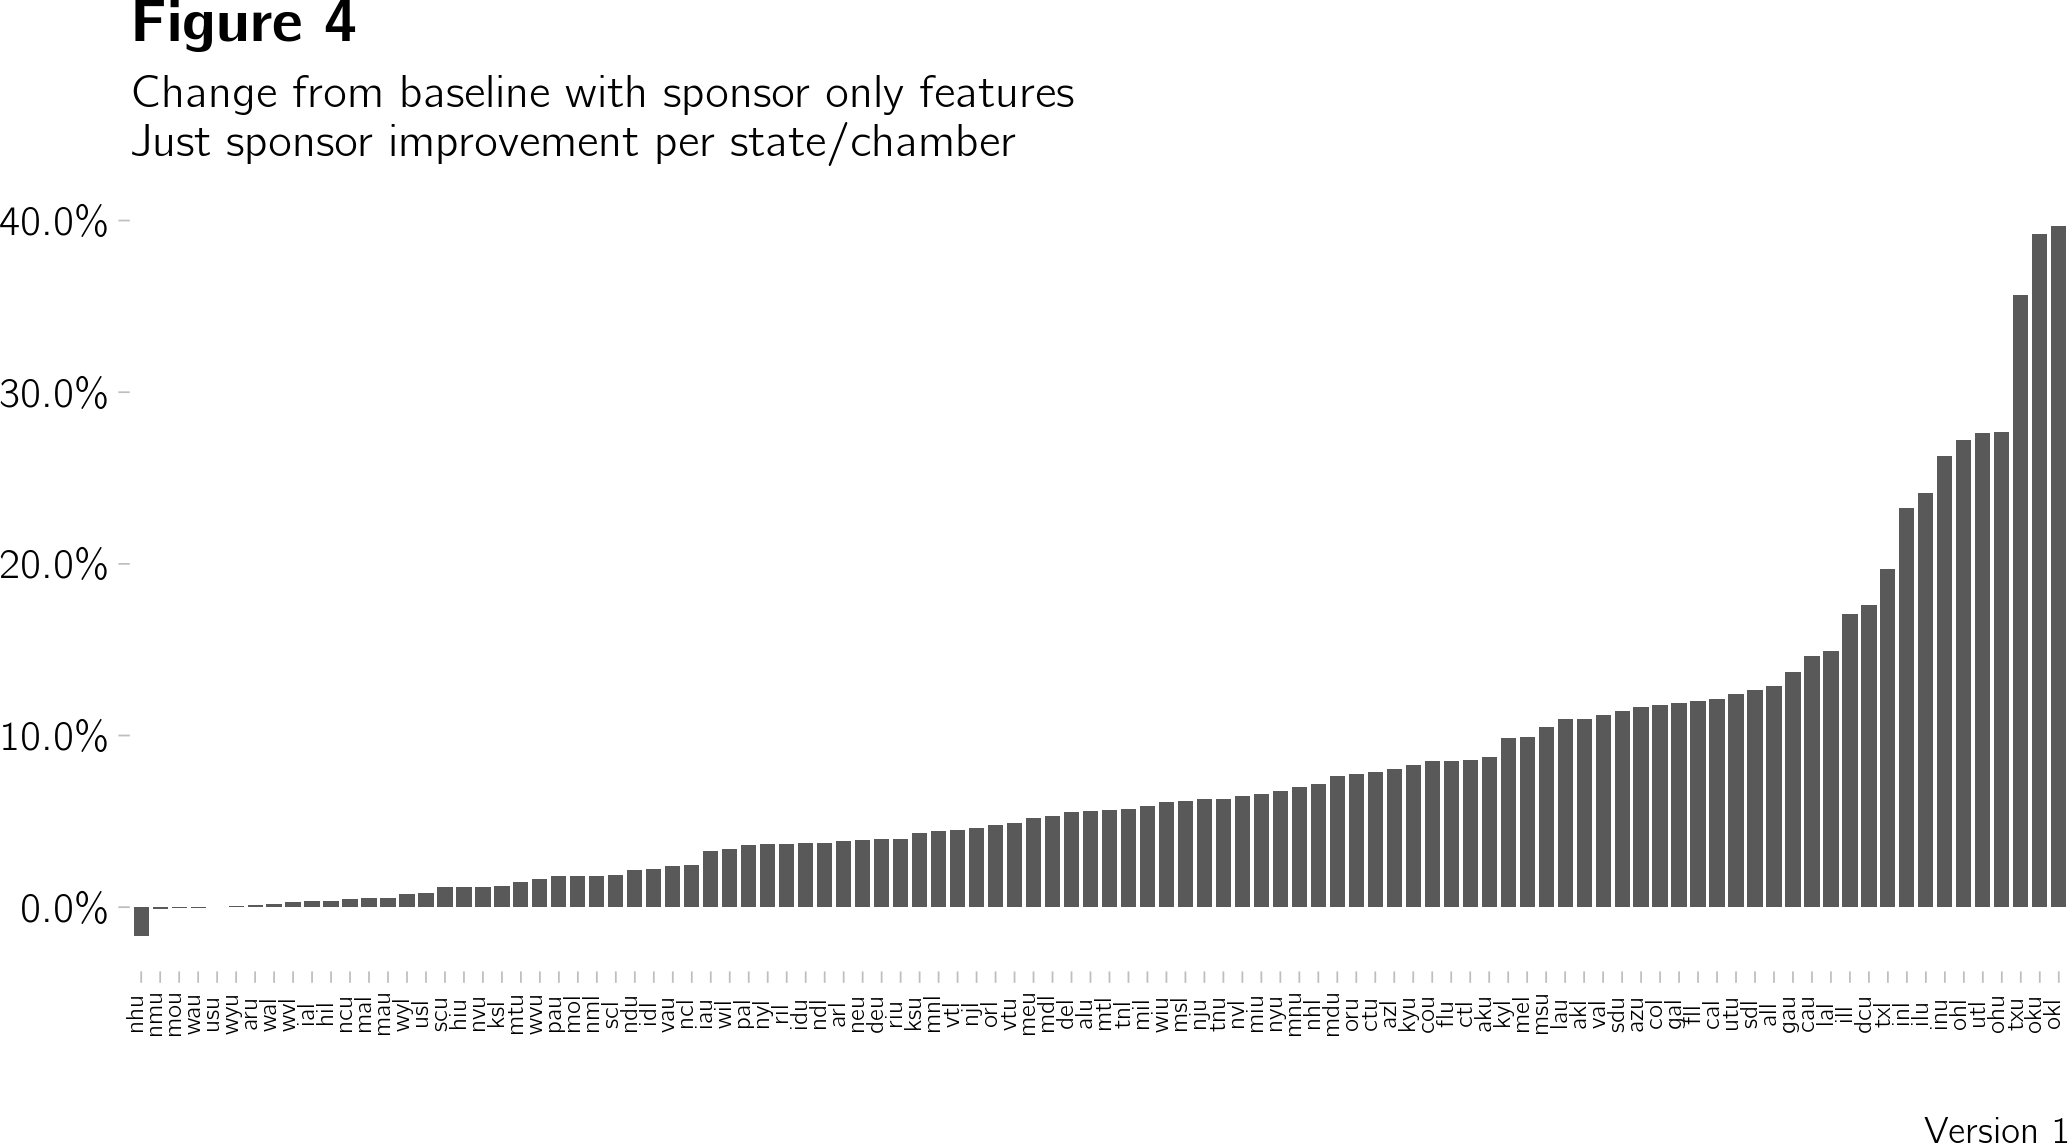 Figure 4
Change from baseline with sponsor only features
Just sponsor improvement per state/chamber
40.0%
30.0%
20.0%
10.0%
0.0%
nhu nmu mou wau usu wyu aru wal wvl ial hil ncu mal mau wyl usl scu hiu nvu ksl mtu wvu pau mol nml scl ndu idl vau ncl iau wil pal nyl ril idu ndl arl neu deu riu ksu mnl vtl njl orl vtu meu mdl del alu mtl tnl mil wiu msl nju tnu nvl miu nyu mnu nhl mdu oru ctu azl kyu cou flu ctl aku kyl mel msu lau akl val sdu azu col gal fll cal utu sdl all gau cau lal ill dcu txl inl ilu inu ohl utl ohu txu oku okl
Version 1